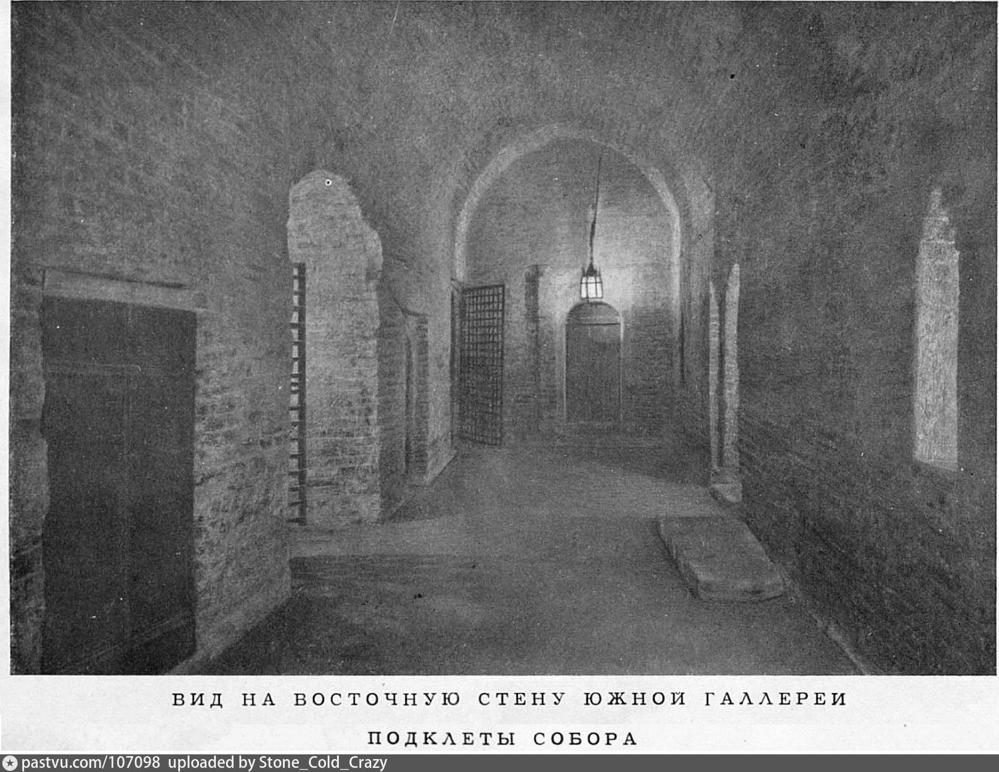 ВИД НА ВОСТОЧНУЮ СТЕНУ ЮЖНОЙ ГАЛЛЕРЕИ
ПОДКЛЕТЫ СОБОРА
pastvu.com/107098 uploaded by Stone_Cold_Crazy